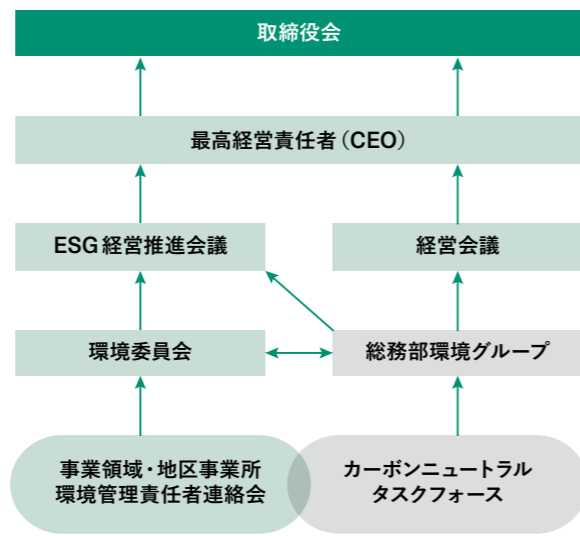 取締役会
最高経営責任者（CEO）
ESG経営推進会議
経営会議
環境委員会
総務部環境グループ
事業領域・地区事業所
環境管理責任者連絡会
カーボンニュートラル
タスクフォース